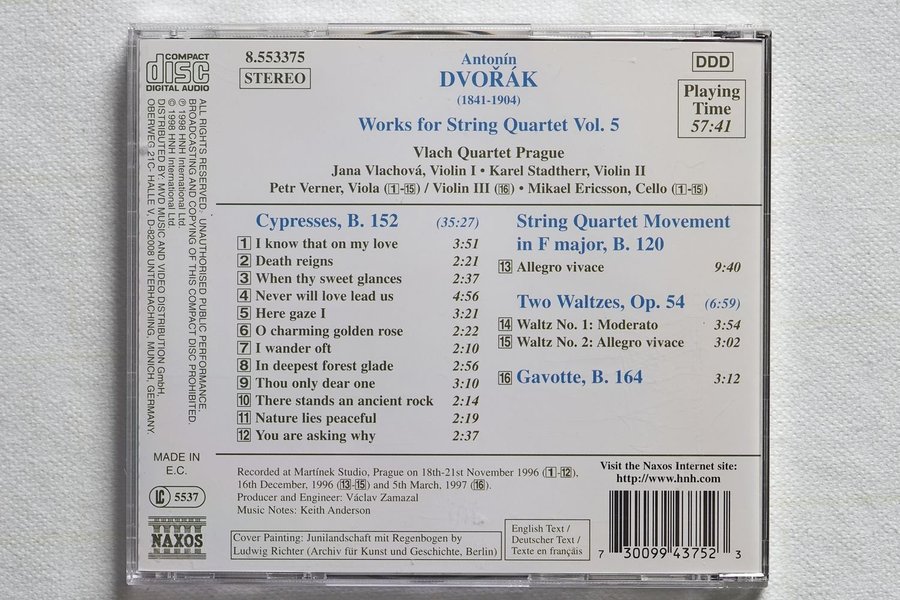 COMPACT
disc
DIGITAL AUDIO
8.553375
STEREO
Antonín
DVOŘÁK
(1841-1904)
Works for String Quartet Vol. 5
DDD
Playing
Time
57:41
Vlach Quartet Prague
Jana Vlachová, Violin I • Karel Stadtherr, Violin II
Petr Verner, Viola (1-15) / Violin III (16) • Mikael Ericsson, Cello (1-15)
ALL RIGHTS RESERVED. UNAUTHORISED PUBLIC PERFORMANCE,
BROADCASTING AND COPYING OF THIS COMPACT DISC PROHIBITED.
℗ 1998 HNH International Ltd.
© 1998 HNH International Ltd.
DISTRIBUTED BY: MVD MUSIC AND VIDEO DISTRIBUTION GmbH,
OBERWEG 21C- HALLE V, D-82008 UNTERHACHING, MUNICH, GERMANY.
Cypresses, B. 152 (35:27)
1 I know that on my love 3:51
2 Death reigns 2:21
3 When thy sweet glances 2:37
4 Never will love lead us 4:56
5 Here gaze I 3:21
6 O charming golden rose 2:22
7 I wander oft 2:10
8 In deepest forest glade 2:56
9 Thou only dear one 3:10
10 There stands an ancient rock 2:14
11 Nature lies peaceful 2:19
12 You are asking why 2:37
String Quartet Movement
in F major, B. 120
13 Allegro vivace 9:40
Two Waltzes, Op. 54 (6:59)
14 Waltz No. 1: Moderato 3:54
15 Waltz No. 2: Allegro vivace 3:02
16 Gavotte, B. 164 3:12
MADE IN
E.C.
LC 5537
NAXOS
Recorded at Martínek Studio, Prague on 18th-21st November 1996 (1-12),
16th December, 1996 (13-15) and 5th March, 1997 (16).
Producer and Engineer: Václav Zamazal
Music Notes: Keith Anderson
Cover Painting: Junilandschaft mit Regenbogen by
Ludwig Richter (Archiv für Kunst und Geschichte, Berlin)
English Text /
Deutscher Text /
Texte en français
Visit the Naxos Internet site:
http://www.hnh.com
7 30099 43752 3